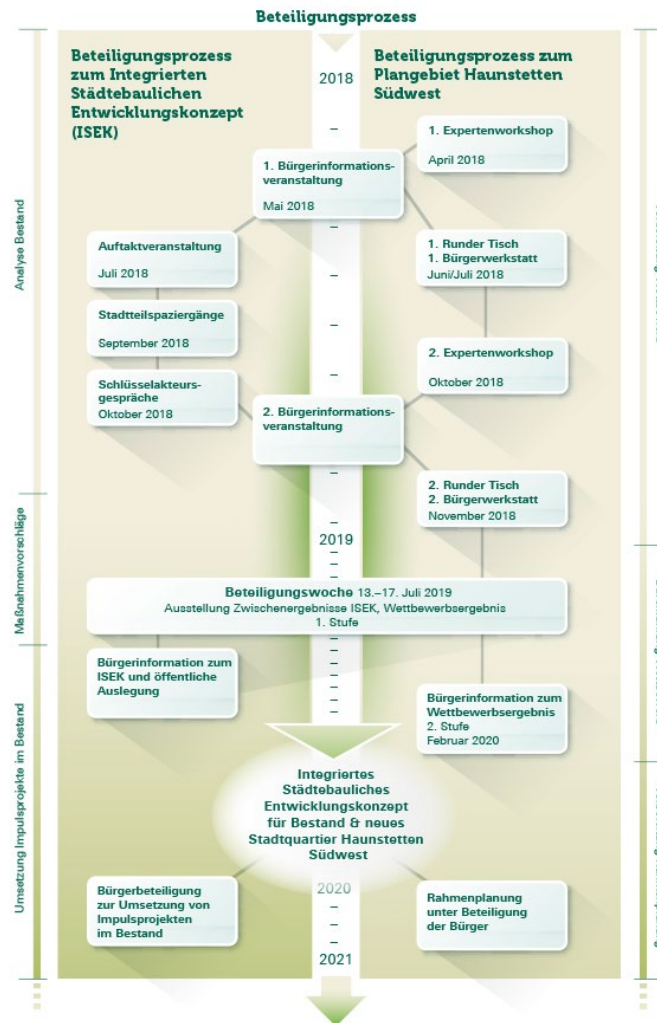 Beteiligungsprozess
Beteiligungsprozess
zum Integrierten
Städtebaulichen
Entwicklungskonzept
(ISEK)
2018
Beteiligungsprozess zum
Plangebiet Haunstetten
Südwest
1. Expertenworkshop
April 2018
1. Bürgerinformations-
veranstaltung
Mai 2018
Auftaktveranstaltung
Juli 2018
1. Runder Tisch
1. Bürgerwerkstatt
Juni/Juli 2018
Stadtteilspaziergänge
September 2018
2. Expertenworkshop
Oktober 2018
Schlüsselakteurs-
gespräche
Oktober 2018
2. Bürgerinformations-
veranstaltung
2. Runder Tisch
2. Bürgerwerkstatt
November 2018
2019
Beteiligungswoche 13.–17. Juli 2019
Ausstellung Zwischenergebnisse ISEK, Wettbewerbsergebnis
1. Stufe
Bürgerinformation zum
ISEK und öffentliche
Auslegung
Bürgerinformation zum
Wettbewerbsergebnis
2. Stufe
Februar 2020
Integriertes
Städtebauliches
Entwicklungskonzept
für Bestand & neues
Stadtquartier Haunstetten
Südwest
2020
Bürgerbeteiligung
zur Umsetzung von
Impulsprojekten
im Bestand
Rahmenplanung
unter Beteiligung
der Bürger
2021
Analyse Bestand
Maßnahmenvorschläge
Umsetzung Impulsprojekte im Bestand